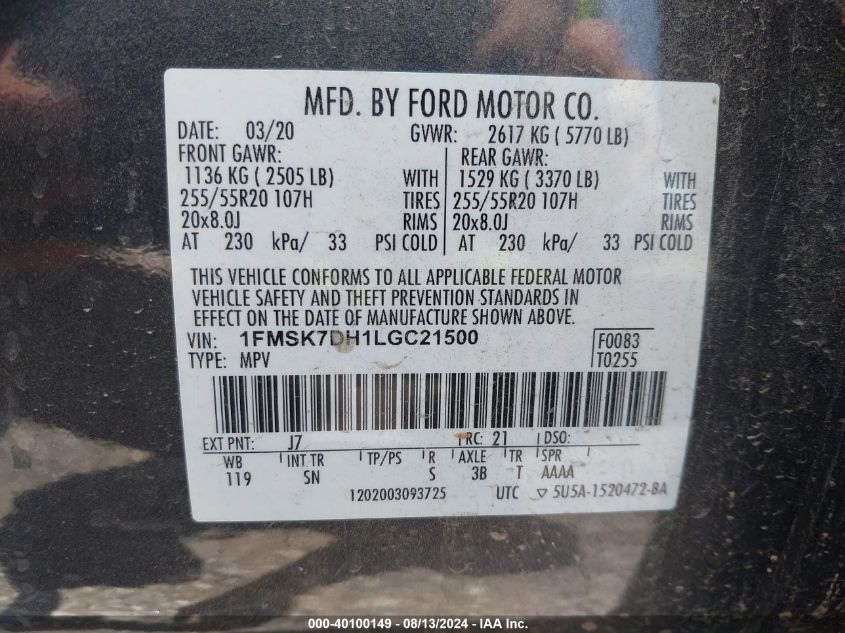 MFD. BY FORD MOTOR CO.
DATE: 03/20 GVWR: 2617 KG ( 5770 LB)
FRONT GAWR: REAR GAWR:
1136 KG ( 2505 LB) WITH 1529 KG ( 3370 LB) WITH
255/55R20 107H TIRES 255/55R20 107H TIRES
20x8.0J RIMS 20x8.0J RIMS
AT 230 kPa/ 33 PSI COLD AT 230 kPa/ 33 PSI COLD
THIS VEHICLE CONFORMS TO ALL APPLICABLE FEDERAL MOTOR
VEHICLE SAFETY AND THEFT PREVENTION STANDARDS IN
EFFECT ON THE DATE OF MANUFACTURE SHOWN ABOVE.
VIN: 1FMSK7DH1LGC21500 F0083
TYPE: MPV T0255
EXT PNT: J7 RC: 21 DSO:
WB INT TR TP/PS R AXLE TR SPR
119 SN S 3B T AAAA
1202003093725 UTC ▽ 5U5A-1520472-BA
000-40100149 - 08/13/2024 - IAA Inc.